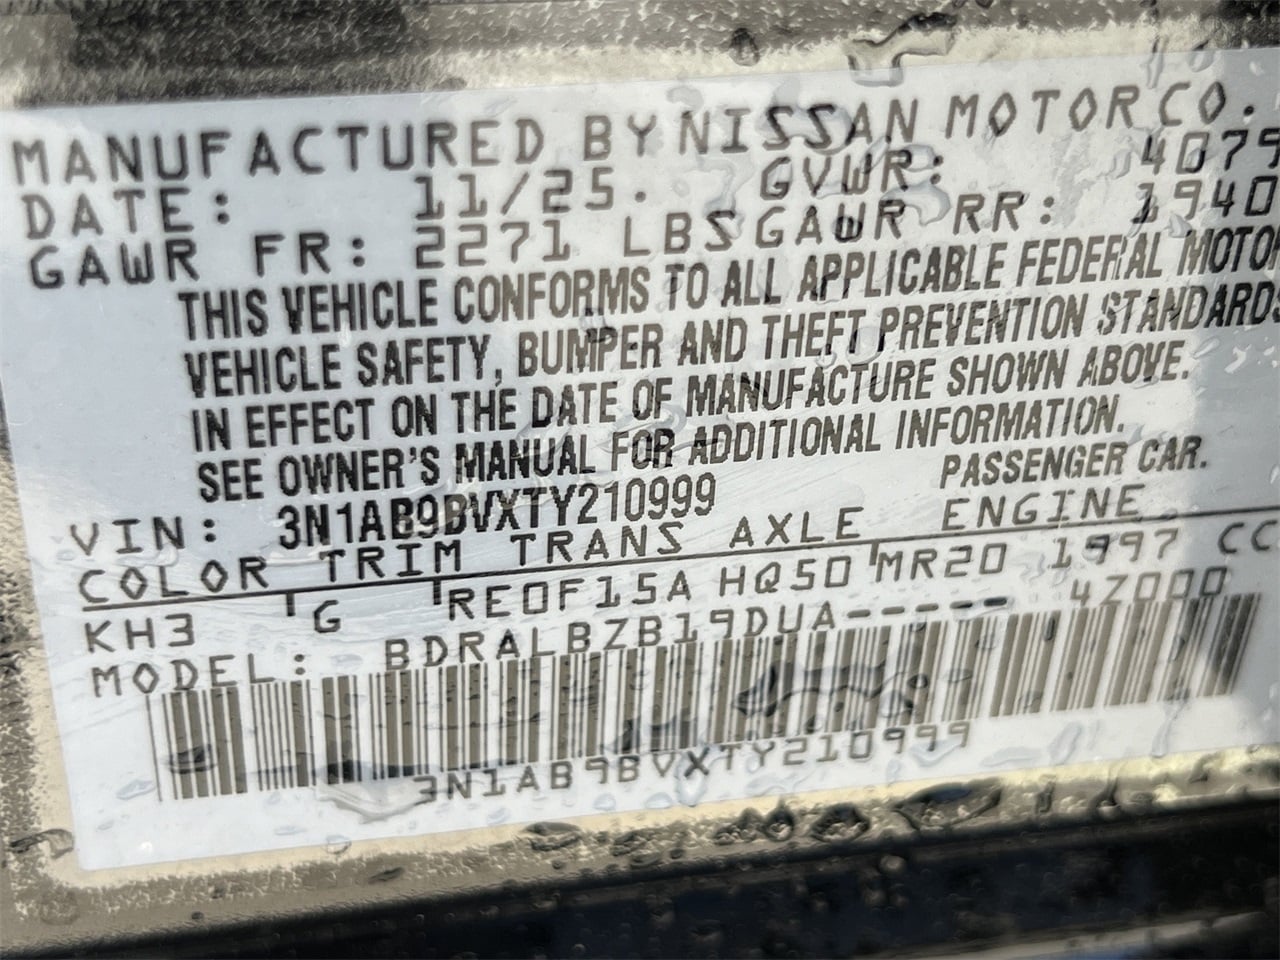 MANUFACTURED BY NISSAN MOTOR CO.
DATE: 11/25. GVWR: 4079
GAWR FR: 2271 LBS GAWR RR: 1940
THIS VEHICLE CONFORMS TO ALL APPLICABLE FEDERAL MOTOR
VEHICLE SAFETY, BUMPER AND THEFT PREVENTION STANDARDS
IN EFFECT ON THE DATE OF MANUFACTURE SHOWN ABOVE.
SEE OWNER'S MANUAL FOR ADDITIONAL INFORMATION.
VIN: 3N1AB9BVXTY210999 PASSENGER CAR.
COLOR TRIM TRANS AXLE ENGINE
KH3 G RE0F15A HQ50 MR20 1997 CC
MODEL: BDRALBZB19DUA----- 4Z000
3N1AB9BVXTY210999